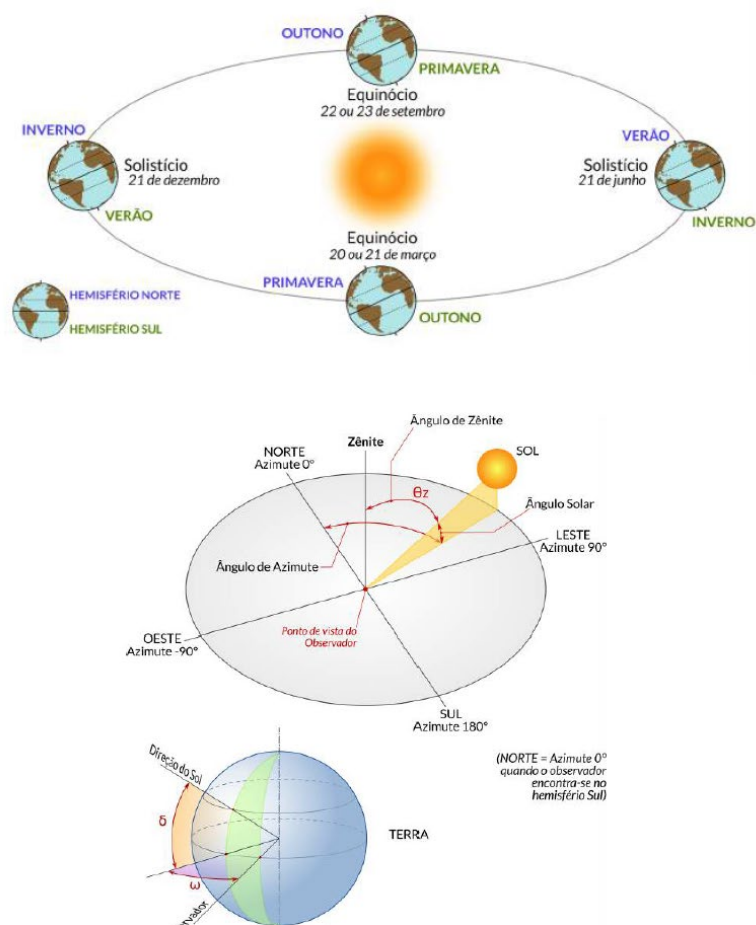 OUTONO
PRIMAVERA
Equinócio
22 ou 23 de setembro
INVERNO
Solistício
21 de dezembro
VERÃO
VERÃO
Solistício
21 de junho
INVERNO
Equinócio
20 ou 21 de março
PRIMAVERA
OUTONO
HEMISFÉRIO NORTE
HEMISFÉRIO SUL
Ângulo de Zênite
Zênite
SOL
NORTE
Azimute 0°
θz
Ângulo Solar
LESTE
Azimute 90°
Ângulo de Azimute
Ponto de vista do
Observador
OESTE
Azimute -90°
SUL
Azimute 180°
(NORTE = Azimute 0°
quando o observador
encontra-se no
hemisfério Sul)
Direção do Sol
δ
TERRA
ω